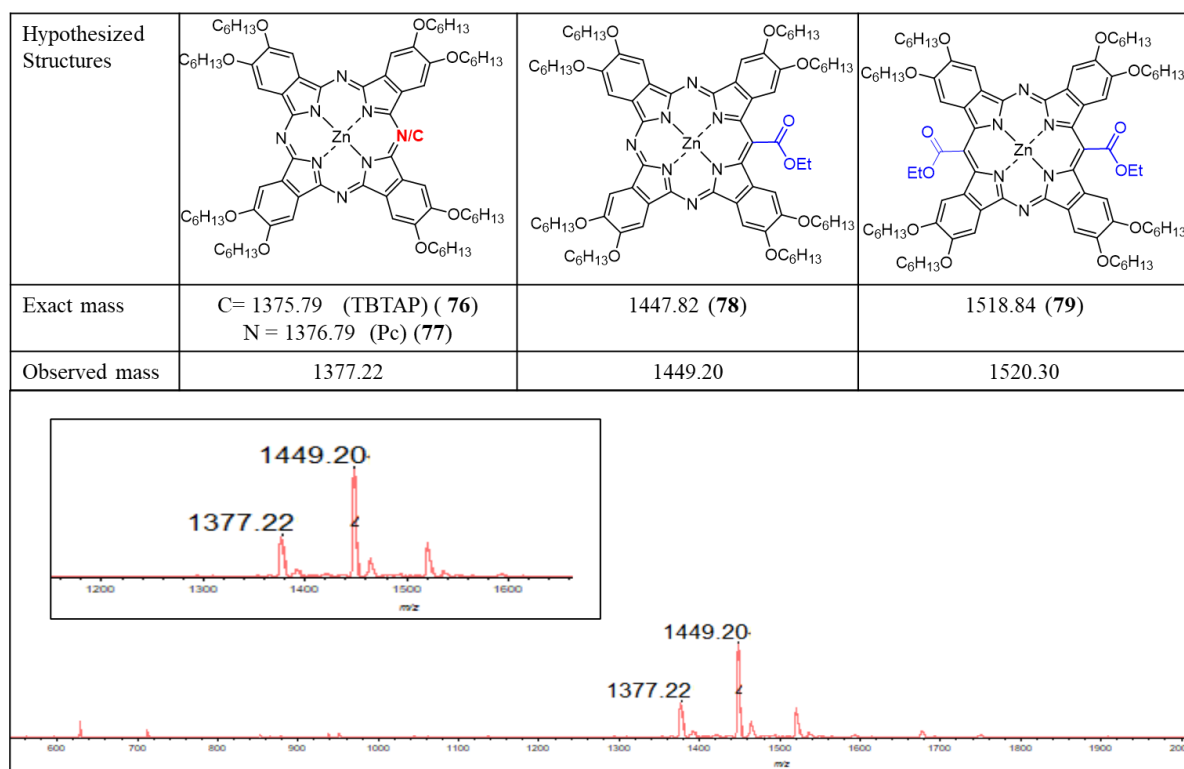 Hypothesized
Structures
C6H13O
OC6H13
C6H13O
OC6H13
N
N
N
N
Zn
N/C
N
N
N
C6H13O
OC6H13
C6H13O
OC6H13
C6H13O
OC6H13
C6H13O
OC6H13
N
N
N
O
N
Zn
OEt
N
N
N
C6H13O
OC6H13
C6H13O
OC6H13
C6H13O
OC6H13
C6H13O
OC6H13
N
O
N
N
O
Zn
EtO
OEt
N
N
N
C6H13O
OC6H13
C6H13O
OC6H13
Exact mass
C= 1375.79 (TBTAP) ( 76)
N = 1376.79 (Pc) (77)
1447.82 (78)
1518.84 (79)
Observed mass
1377.22
1449.20
1520.30
1449.20
1377.22
1200 1300 1400 1500 1600
m/z
1449.20
1377.22
600 700 800 900 1000 1100 1200 1300 1400 1500 1600 1700 1800 1900
m/z